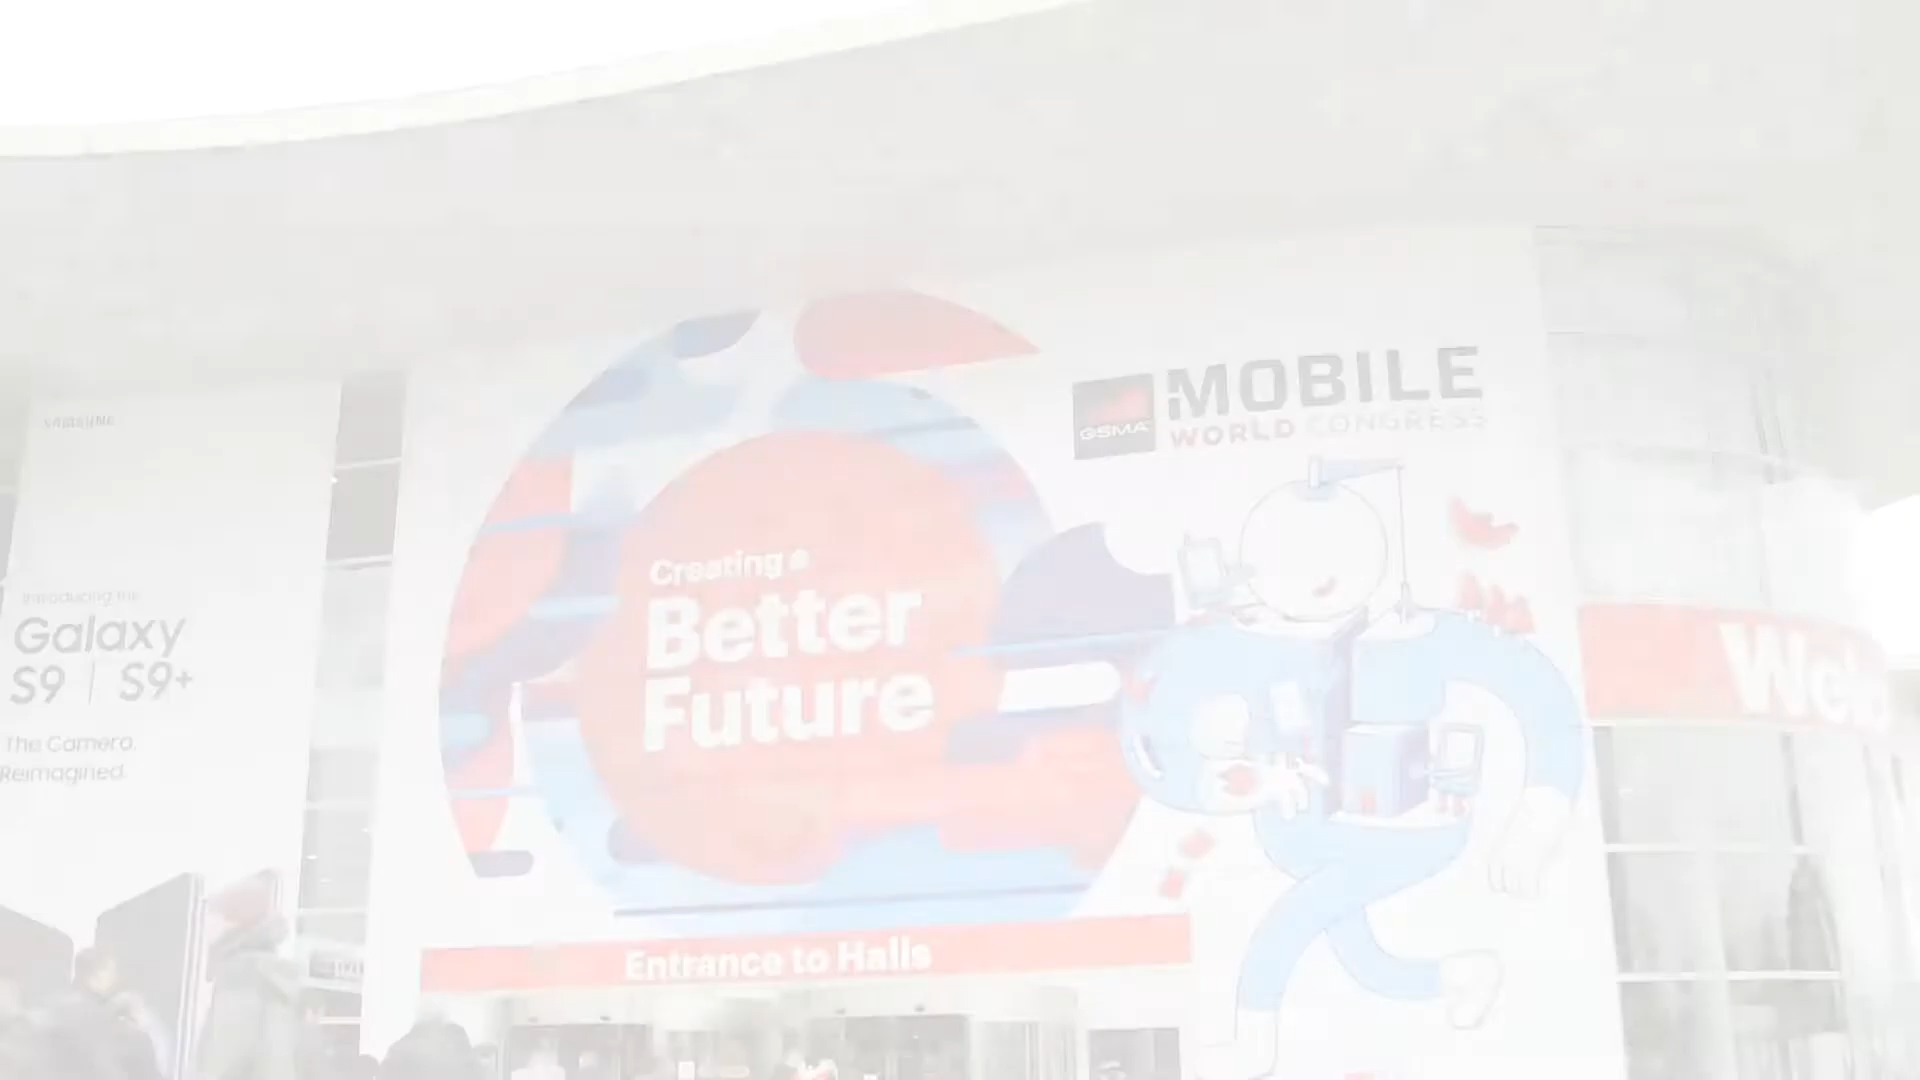 SAMSUNG
Introducing the
Galaxy
S9 | S9+
The Camera.
Reimagined.
Creating a
Better
Future
GSMA
MOBILE
WORLD CONGRESS
Entrance to Halls